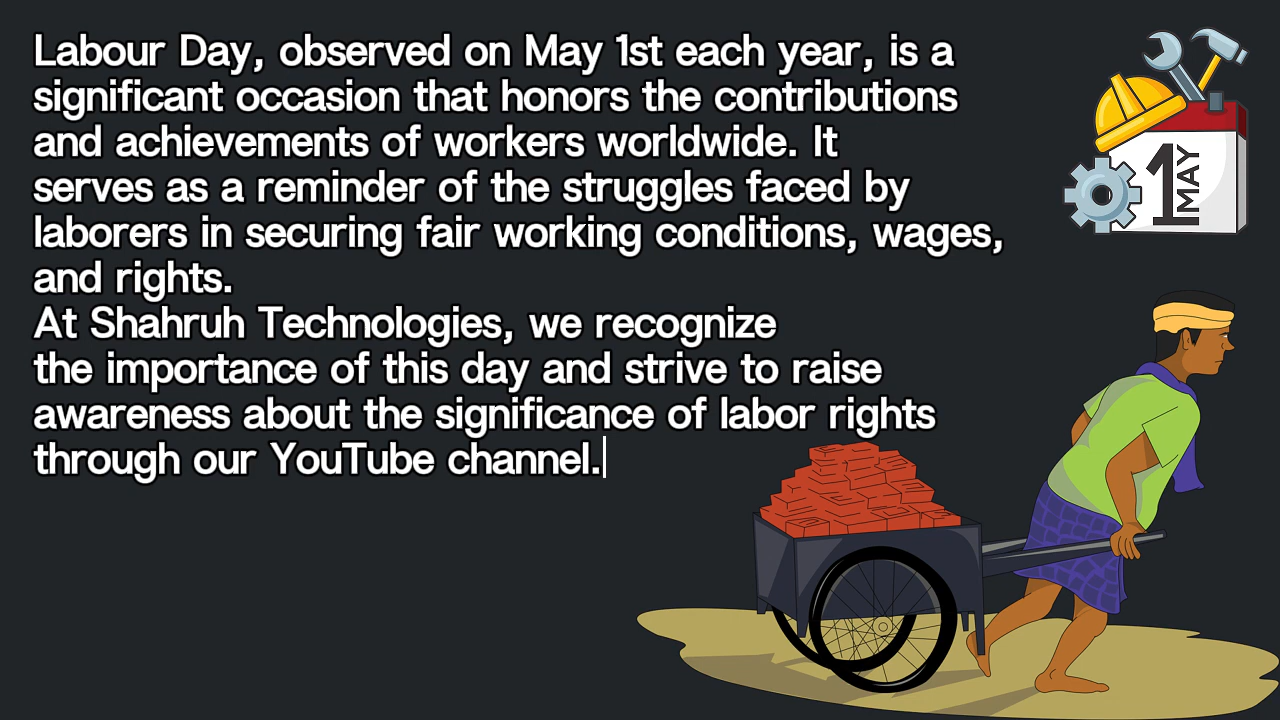 Labour Day, observed on May 1st each year, is a
significant occasion that honors the contributions
and achievements of workers worldwide. It
serves as a reminder of the struggles faced by
laborers in securing fair working conditions, wages,
and rights.
At Shahruh Technologies, we recognize
the importance of this day and strive to raise
awareness about the significance of labor rights
through our YouTube channel.
1 MAY